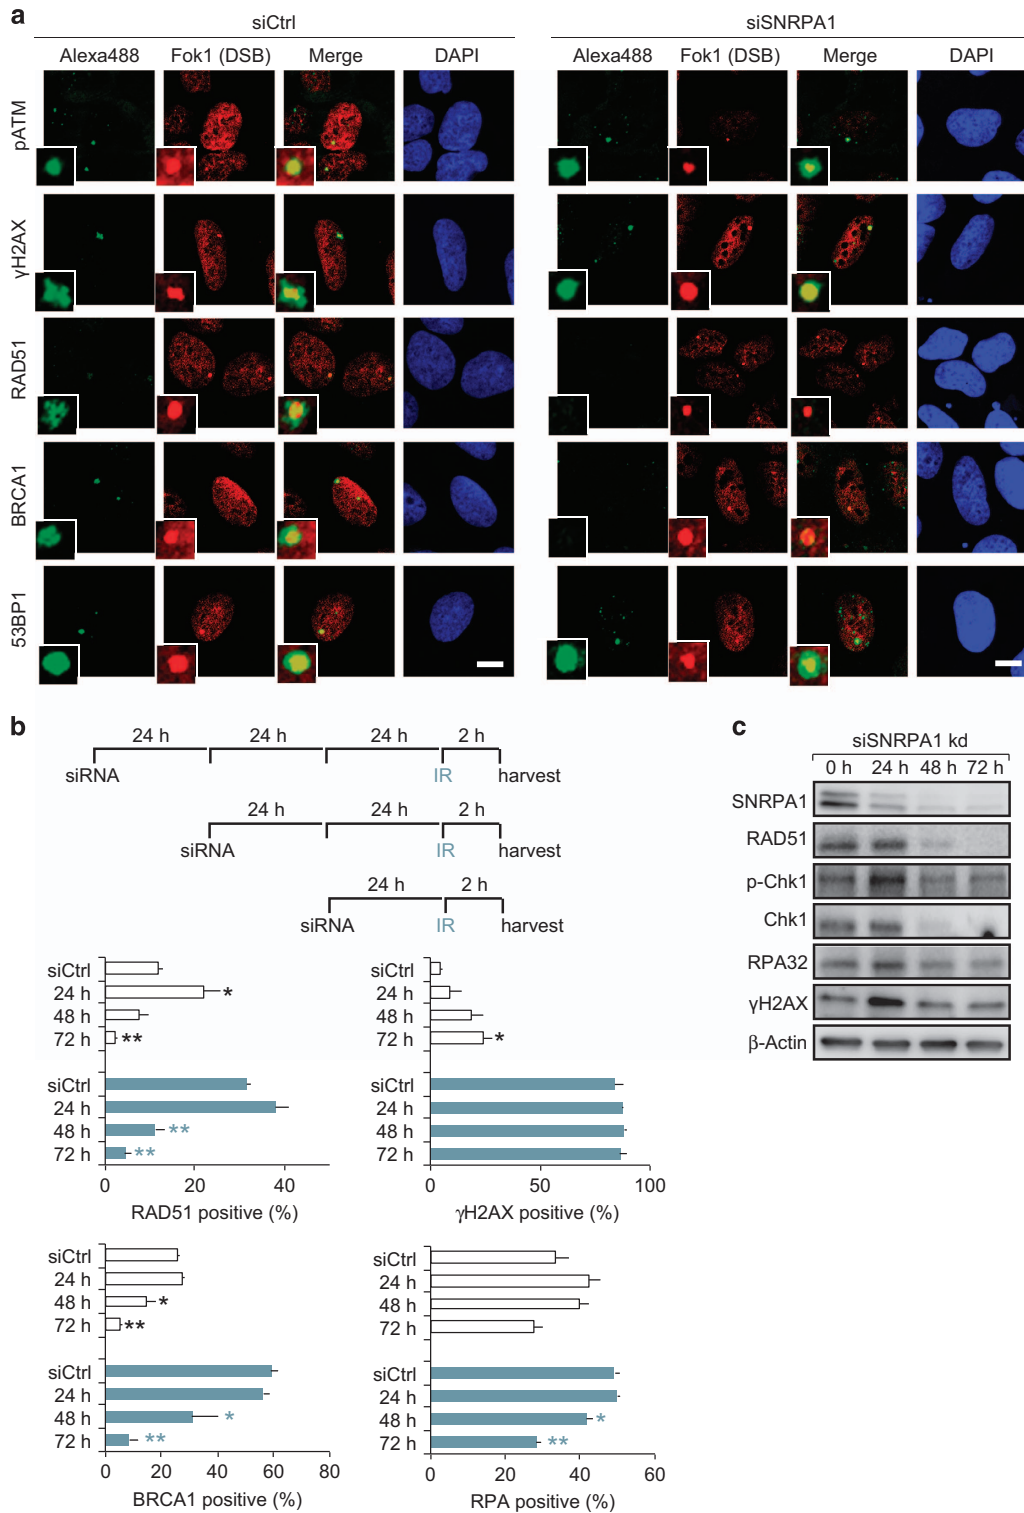 a
siCtrl
siSNRPA1
Alexa488 Fok1 (DSB) Merge DAPI
Alexa488 Fok1 (DSB) Merge DAPI
pATM
γH2AX
RAD51
BRCA1
53BP1
b
24 h 24 h 24 h 2 h
siRNA IR harvest
24 h 24 h 2 h
siRNA IR harvest
24 h 2 h
siRNA IR harvest
siCtrl
24 h *
48 h
72 h **
siCtrl
24 h
48 h **
72 h **
0 20 40
RAD51 positive (%)
siCtrl
24 h
48 h
72 h *
siCtrl
24 h
48 h
72 h
0 50 100
γH2AX positive (%)
siCtrl
24 h
48 h *
72 h **
siCtrl
24 h
48 h *
72 h **
0 20 40 60 80
BRCA1 positive (%)
siCtrl
24 h
48 h
72 h
siCtrl
24 h
48 h *
72 h **
0 20 40 60
RPA positive (%)
c
siSNRPA1 kd
0 h 24 h 48 h 72 h
SNRPA1
RAD51
p-Chk1
Chk1
RPA32
γH2AX
β-Actin